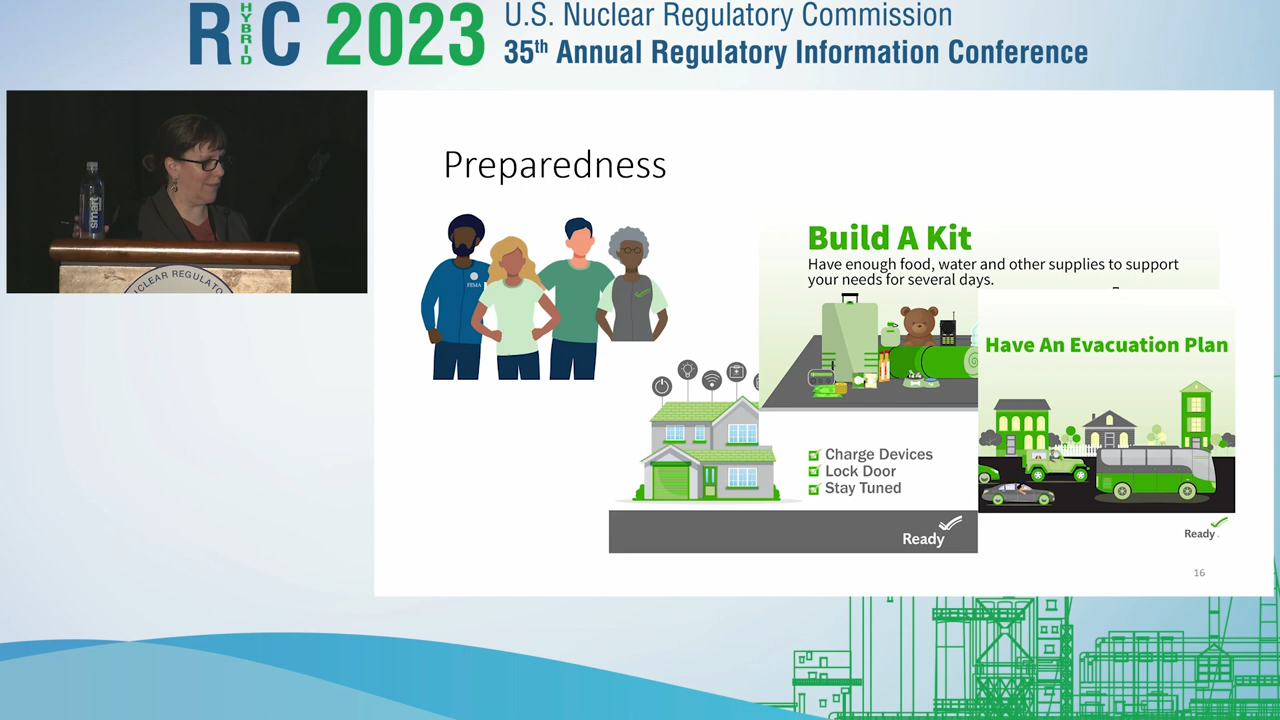 RIC 2023
HYBRID
U.S. Nuclear Regulatory Commission
35th Annual Regulatory Information Conference
smart
NUCLEAR REGULATO
Preparedness
FEMA
Build A Kit
Have enough food, water and other supplies to support
your needs for several days.
Have An Evacuation Plan
Charge Devices
Lock Door
Stay Tuned
Ready
Ready
16